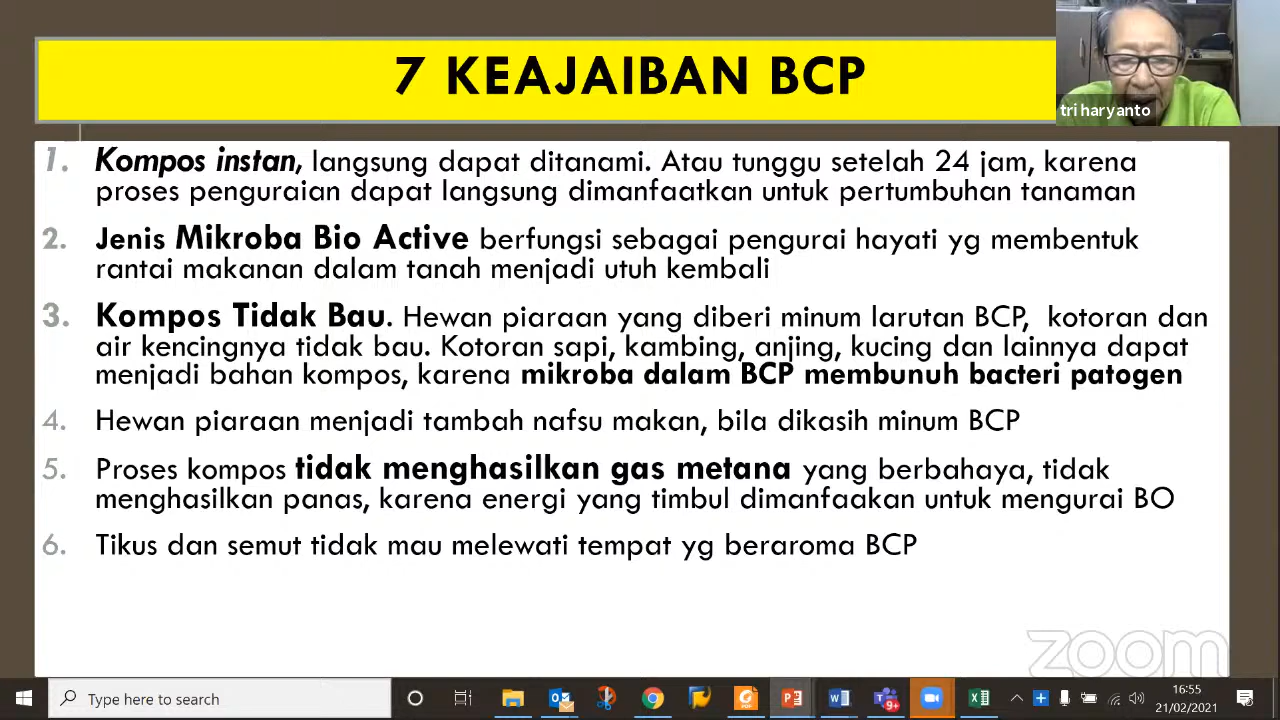 7 KEAJAIBAN BCP
tri haryanto
1. Kompos instan, langsung dapat ditanami. Atau tunggu setelah 24 jam, karena
proses penguraian dapat langsung dimanfaatkan untuk pertumbuhan tanaman
2. Jenis Mikroba Bio Active berfungsi sebagai pengurai hayati yg membentuk
rantai makanan dalam tanah menjadi utuh kembali
3. Kompos Tidak Bau. Hewan piaraan yang diberi minum larutan BCP, kotoran dan
air kencingnya tidak bau. Kotoran sapi, kambing, anjing, kucing dan lainnya dapat
menjadi bahan kompos, karena mikroba dalam BCP membunuh bacteri patogen
4. Hewan piaraan menjadi tambah nafsu makan, bila dikasih minum BCP
5. Proses kompos tidak menghasilkan gas metana yang berbahaya, tidak
menghasilkan panas, karena energi yang timbul dimanfaakan untuk mengurai BO
6. Tikus dan semut tidak mau melewati tempat yg beraroma BCP
zoom
Type here to search
9+
16:55
21/02/2021